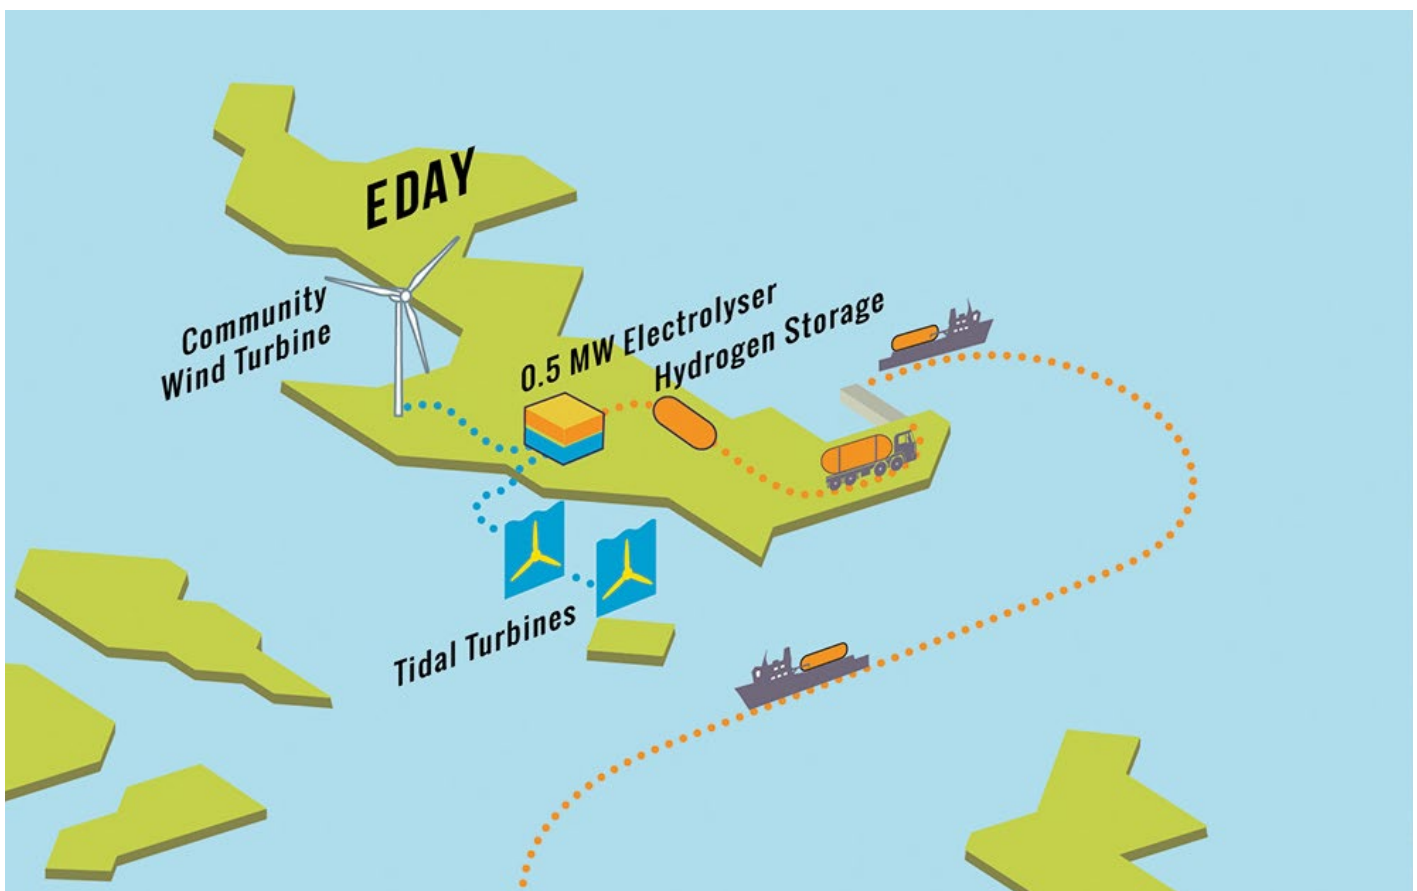 EDAY
Community
Wind Turbine
0.5 MW Electrolyser
Hydrogen Storage
Tidal Turbines